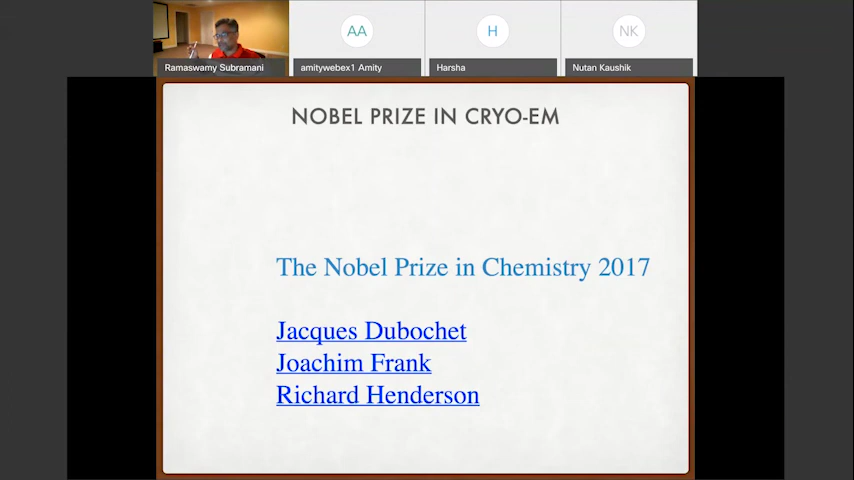 AA
H
NK
Ramaswamy Subramani
amitywebex1 Amity
Harsha
Nutan Kaushik
NOBEL PRIZE IN CRYO-EM
The Nobel Prize in Chemistry 2017
Jacques Dubochet
Joachim Frank
Richard Henderson